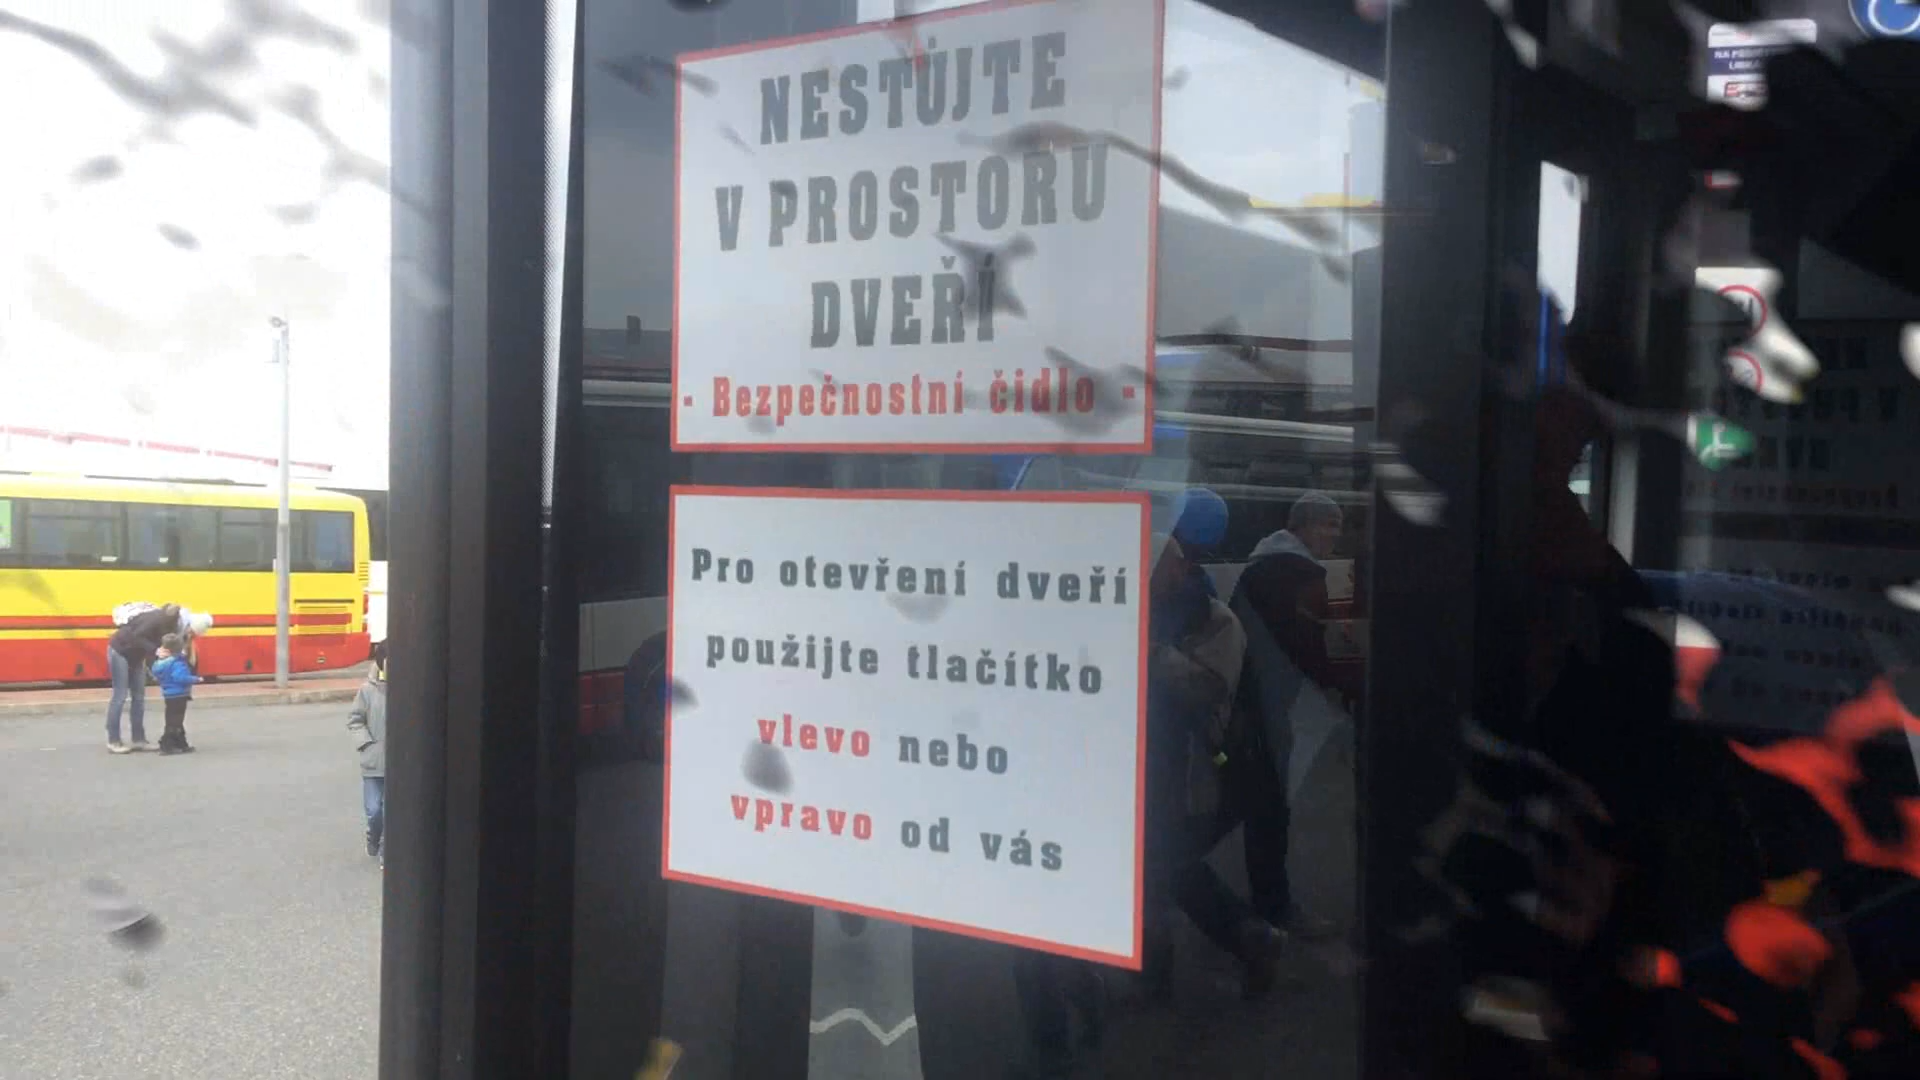 NESTŮJTE
V PROSTORU
DVEŘÍ
- Bezpečnostní čidlo -
Pro otevření dveří
použijte tlačítko
vlevo nebo
vpravo od vás